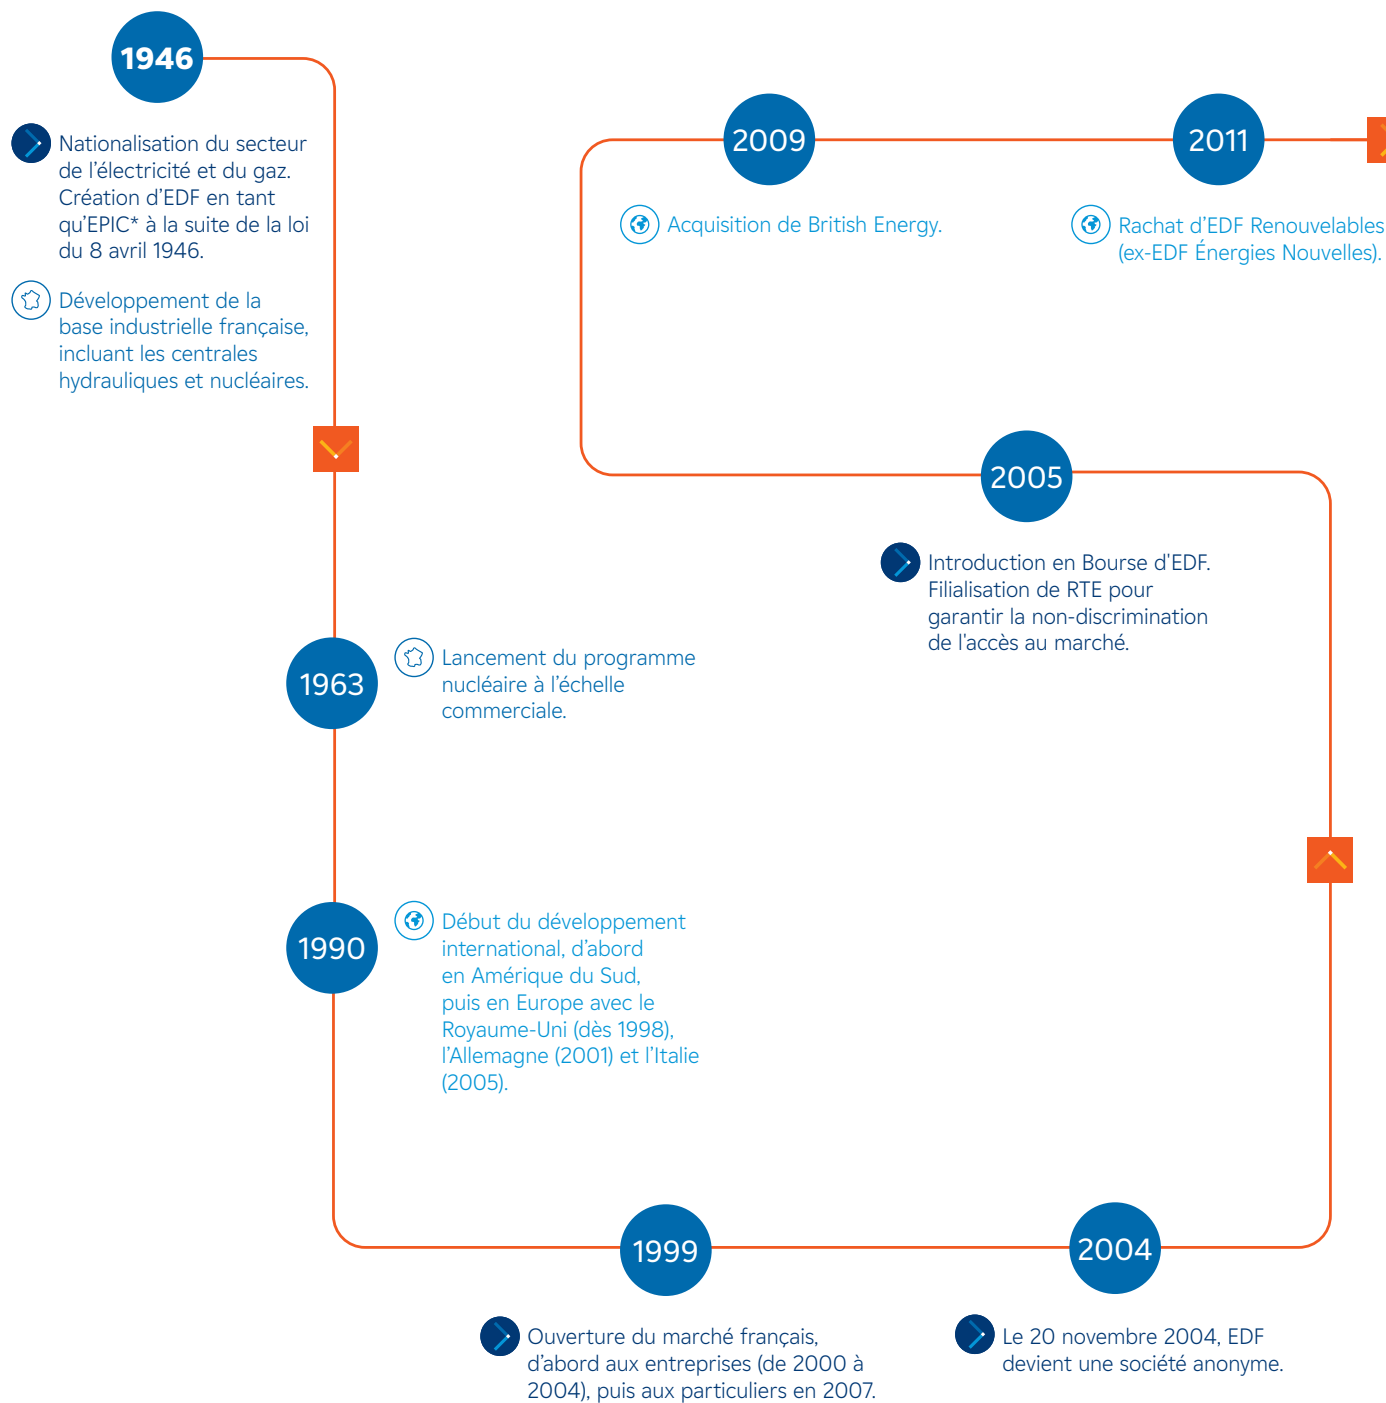 1946
Nationalisation du secteur
de l’électricité et du gaz.
Création d’EDF en tant
qu’EPIC* à la suite de la loi
du 8 avril 1946.
Développement de la
base industrielle française,
incluant les centrales
hydrauliques et nucléaires.
1963
Lancement du programme
nucléaire à l’échelle
commerciale.
1990
Début du développement
international, d’abord
en Amérique du Sud,
puis en Europe avec le
Royaume-Uni (dès 1998),
l’Allemagne (2001) et l’Italie
(2005).
1999
Ouverture du marché français,
d’abord aux entreprises (de 2000 à
2004), puis aux particuliers en 2007.
2004
Le 20 novembre 2004, EDF
devient une société anonyme.
2005
Introduction en Bourse d'EDF.
Filialisation de RTE pour
garantir la non-discrimination
de l'accès au marché.
2009
Acquisition de British Energy.
2011
Rachat d’EDF Renouvelables
(ex-EDF Énergies Nouvelles).